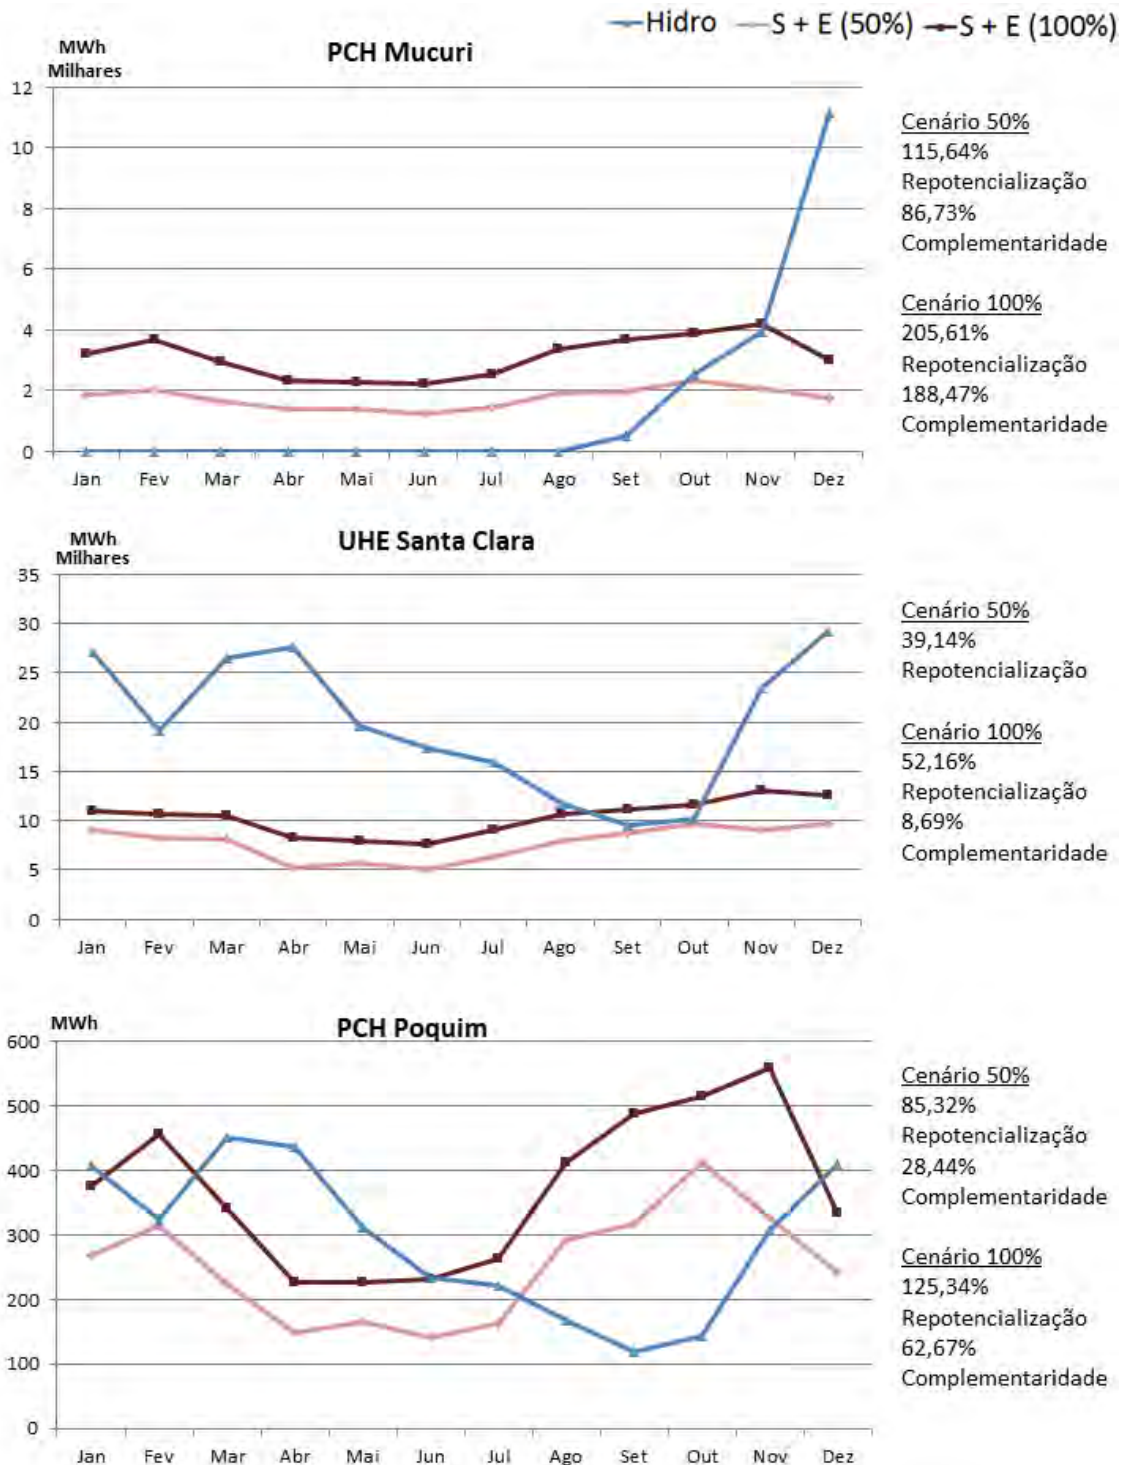 Hidro S + E (50%) S + E (100%)
MWh
Milhares
PCH Mucuri
12
10
8
6
4
2
0
Jan Fev Mar Abr Mai Jun Jul Ago Set Out Nov Dez
Cenário 50%
115,64%
Repotencialização
86,73%
Complementaridade
Cenário 100%
205,61%
Repotencialização
188,47%
Complementaridade
MWh
Milhares
UHE Santa Clara
35
30
25
20
15
10
5
0
Jan Fev Mar Abr Mai Jun Jul Ago Set Out Nov Dez
Cenário 50%
39,14%
Repotencialização
Cenário 100%
52,16%
Repotencialização
8,69%
Complementaridade
MWh
PCH Poquim
600
500
400
300
200
100
0
Jan Fev Mar Abr Mai Jun Jul Ago Set Out Nov Dez
Cenário 50%
85,32%
Repotencialização
28,44%
Complementaridade
Cenário 100%
125,34%
Repotencialização
62,67%
Complementaridade